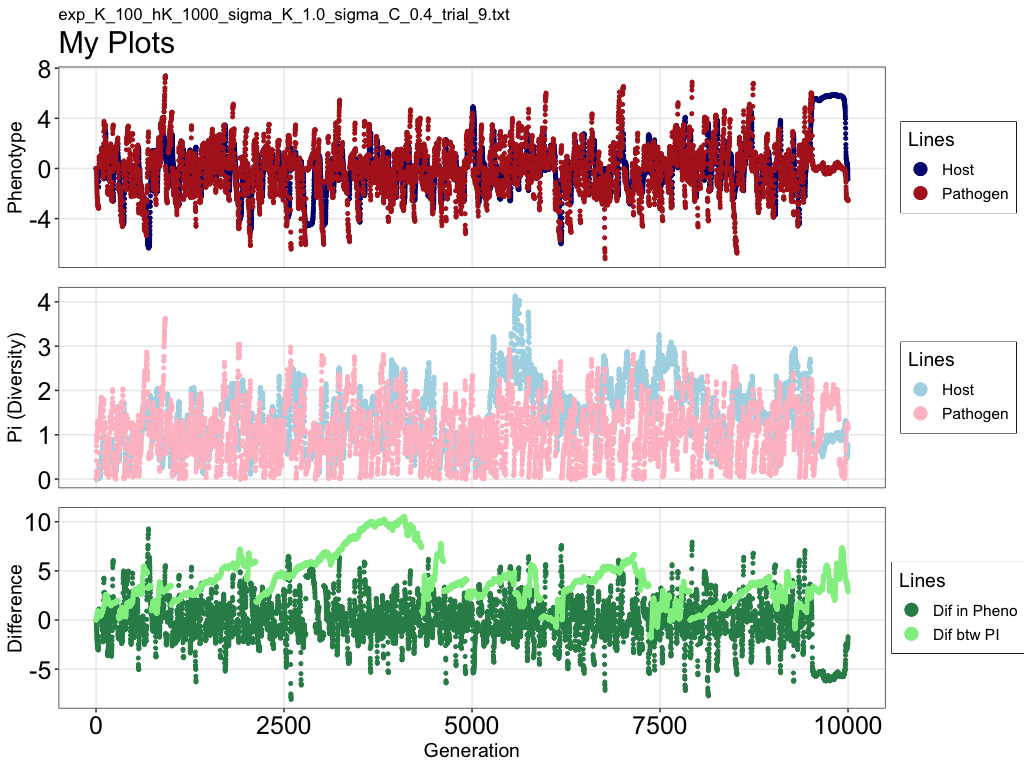 exp_K_100_hK_1000_sigma_K_1.0_sigma_C_0.4_trial_9.txt
My Plots
8
4
0
-4
Phenotype
Lines
Host
Pathogen
4
3
2
1
0
Pi (Diversity)
Lines
Host
Pathogen
10
5
0
-5
Difference
Lines
Dif in Pheno
Dif btw PI
0 2500 5000 7500 10000
Generation